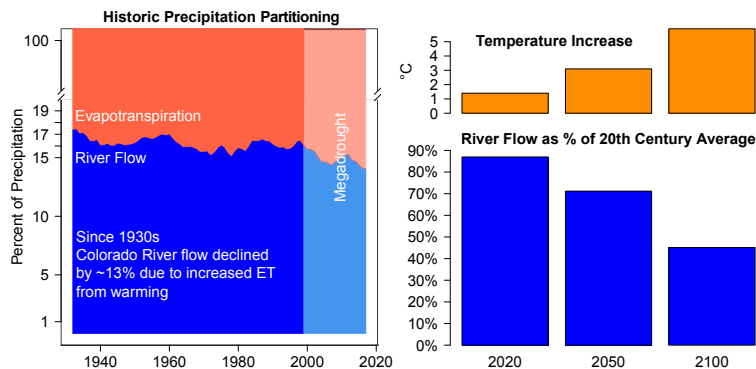 Historic Precipitation Partitioning
Percent of Precipitation
100
19
17
15
10
5
1
Evapotranspiration
River Flow
Megadrought
Since 1930s
Colorado River flow declined
by ~13% due to increased ET
from warming
1940
1960
1980
2000
2020
Temperature Increase
°C
5
4
3
2
1
0
River Flow as % of 20th Century Average
90%
80%
70%
60%
50%
40%
30%
20%
10%
0%
2020
2050
2100